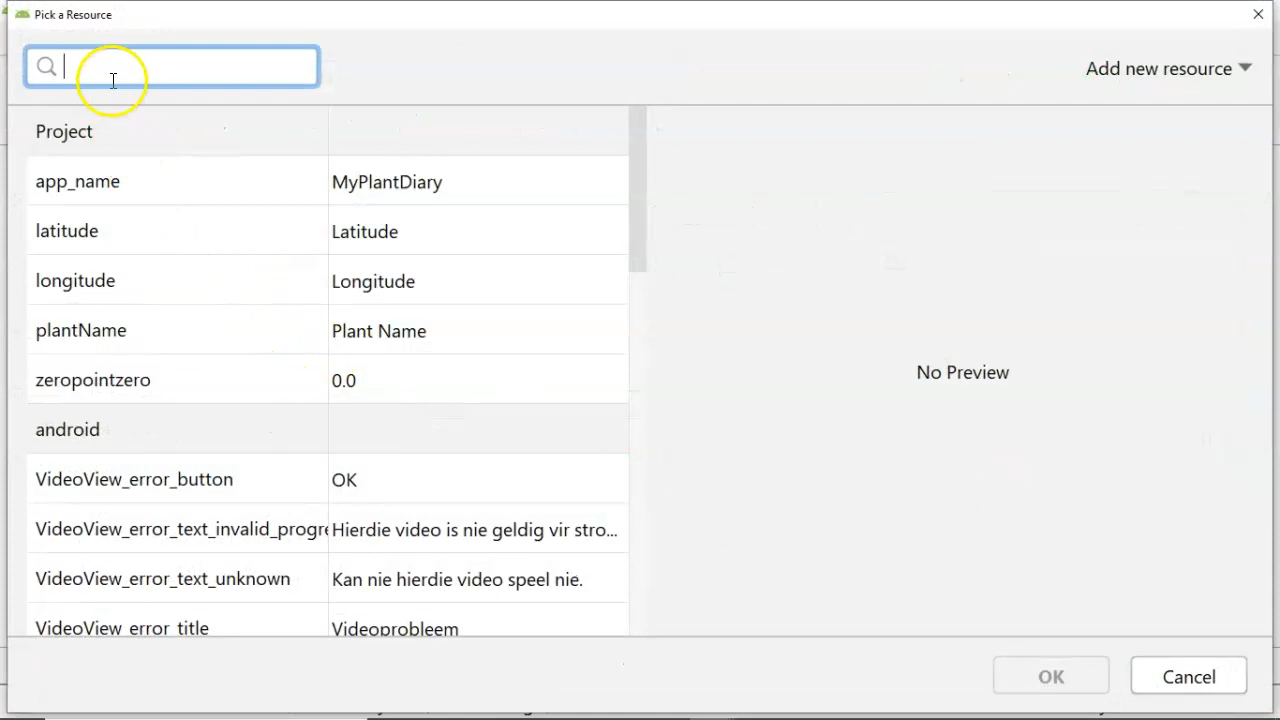 Pick a Resource
Add new resource
Project
app_name MyPlantDiary
latitude Latitude
longitude Longitude
plantName Plant Name
zeropointzero 0.0
android
VideoView_error_button OK
VideoView_error_text_invalid_progre Hierdie video is nie geldig vir stro...
VideoView_error_text_unknown Kan nie hierdie video speel nie.
VideoView_error_title Videoprobleem
No Preview
OK Cancel